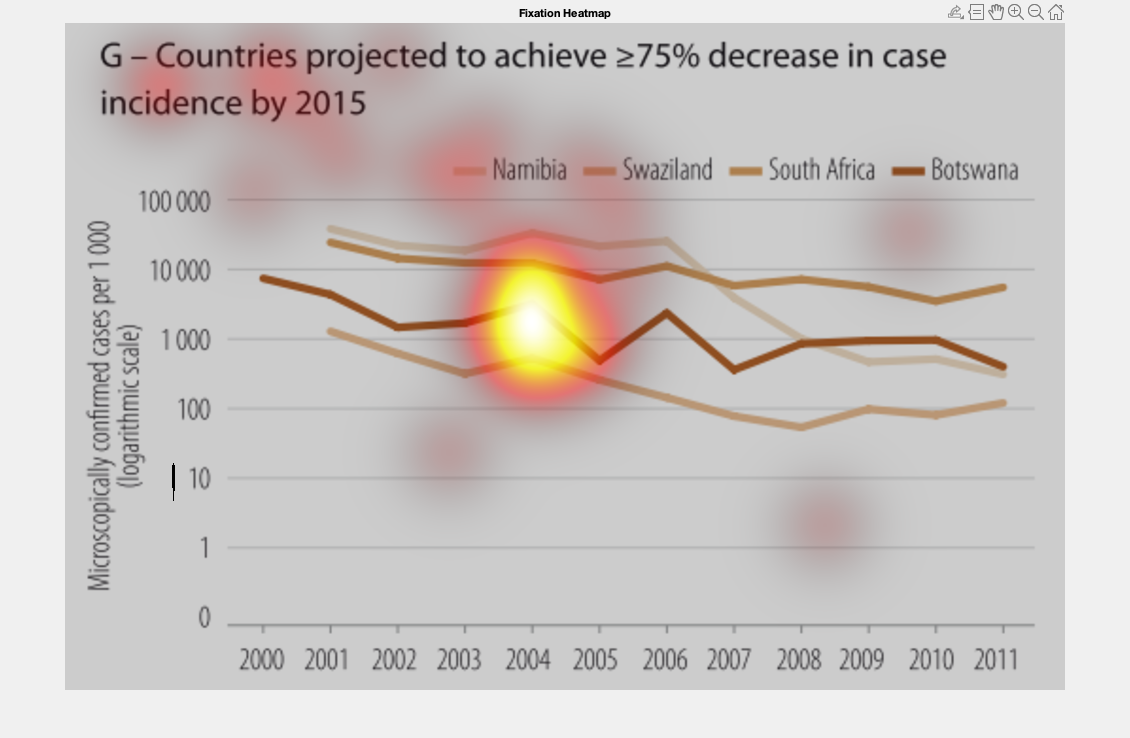 Fixation Heatmap
G – Countries projected to achieve ≥75% decrease in case
incidence by 2015
Namibia Swaziland South Africa Botswana
Microscopically confirmed cases per 1 000
(logarithmic scale)
100 000
10 000
1 000
100
10
1
0
2000 2001 2002 2003 2004 2005 2006 2007 2008 2009 2010 2011